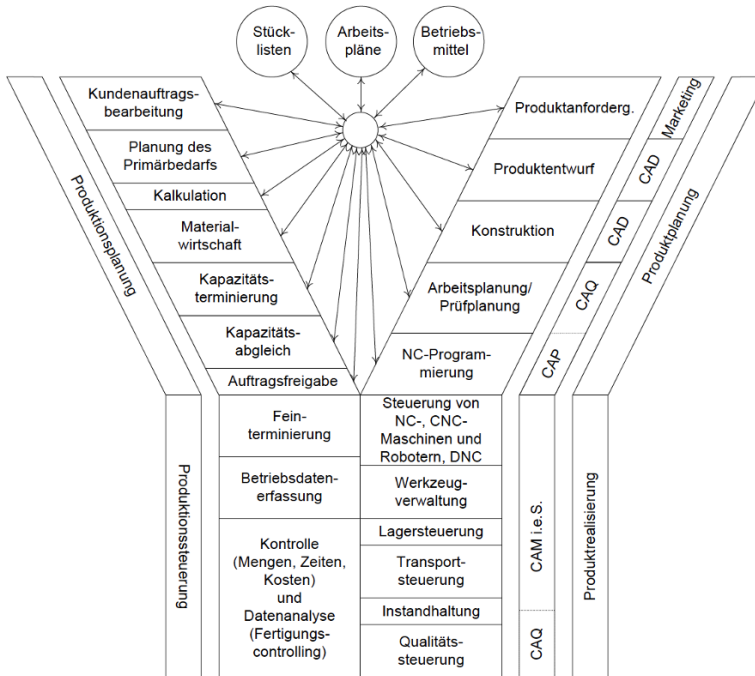 Stück-
listen
Arbeits-
pläne
Betriebs-
mittel
Kundenauftrags-
bearbeitung
Planung des
Primärbedarfs
Kalkulation
Material-
wirtschaft
Kapazitäts-
terminierung
Kapazitäts-
abgleich
Auftragsfreigabe
Produktionsplanung
Produktanforderg.
Produktentwurf
Konstruktion
Arbeitsplanung/
Prüfplanung
NC-Program-
mierung
Marketing
CAD
CAD
CAQ
CAP
Produktplanung
Produktionssteuerung
Fein-
terminierung
Betriebsdaten-
erfassung
Kontrolle
(Mengen, Zeiten,
Kosten)
und
Datenanalyse
(Fertigungs-
controlling)
Steuerung von
NC-, CNC-
Maschinen und
Robotern, DNC
Werkzeug-
verwaltung
Lagersteuerung
Transport-
steuerung
Instandhaltung
Qualitäts-
steuerung
CAM i.e.S.
CAQ
Produktrealisierung